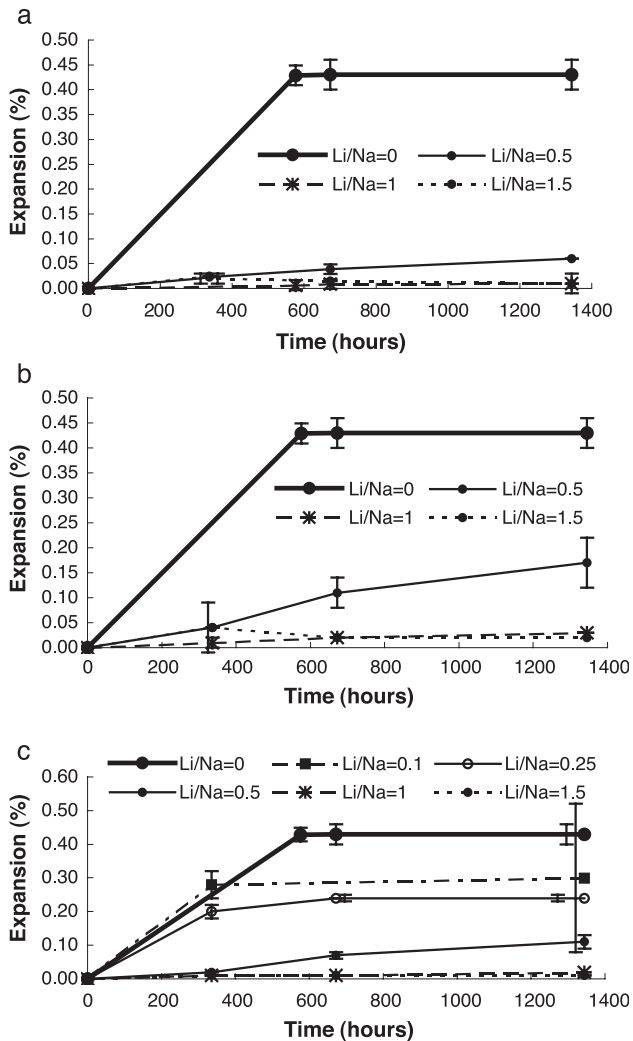 a
0.50
0.45
0.40
0.35
0.30
0.25
0.20
0.15
0.10
0.05
0.00
Expansion (%)
Li/Na=0
Li/Na=0.5
Li/Na=1
Li/Na=1.5
0 200 400 600 800 1000 1200 1400
Time (hours)
b
0.50
0.45
0.40
0.35
0.30
0.25
0.20
0.15
0.10
0.05
0.00
Expansion (%)
Li/Na=0
Li/Na=0.5
Li/Na=1
Li/Na=1.5
0 200 400 600 800 1000 1200 1400
Time (hours)
c
Li/Na=0
Li/Na=0.1
Li/Na=0.25
Li/Na=0.5
Li/Na=1
Li/Na=1.5
0.60
0.50
0.40
0.30
0.20
0.10
0.00
Expansion (%)
0 200 400 600 800 1000 1200 1400
Time (hours)